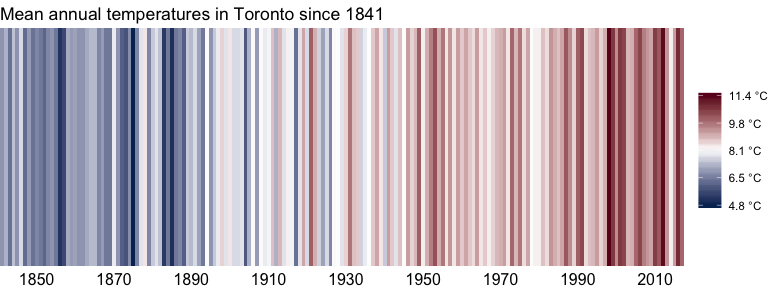 Mean annual temperatures in Toronto since 1841
11.4 °C
9.8 °C
8.1 °C
6.5 °C
4.8 °C
1850 1870 1890 1910 1930 1950 1970 1990 2010